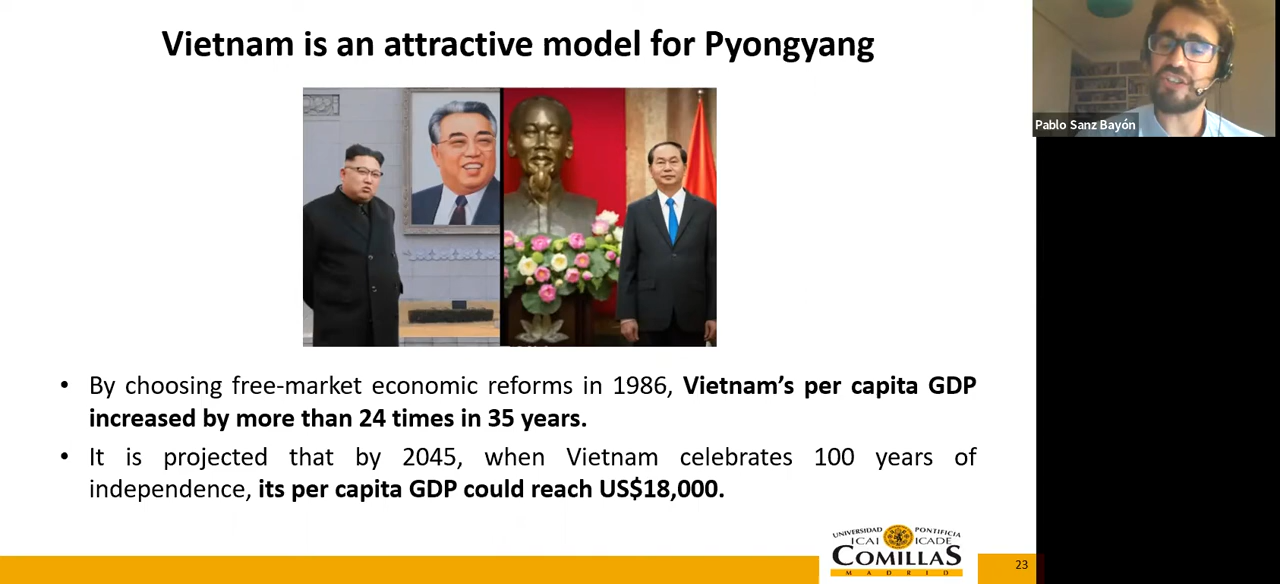 Vietnam is an attractive model for Pyongyang
Pablo Sanz Bayón
• By choosing free-market economic reforms in 1986, Vietnam’s per capita GDP
increased by more than 24 times in 35 years.
• It is projected that by 2045, when Vietnam celebrates 100 years of
independence, its per capita GDP could reach US$18,000.
UNIVERSIDAD PONTIFICIA
ICAI ICADE
COMILLAS
MADRID
23